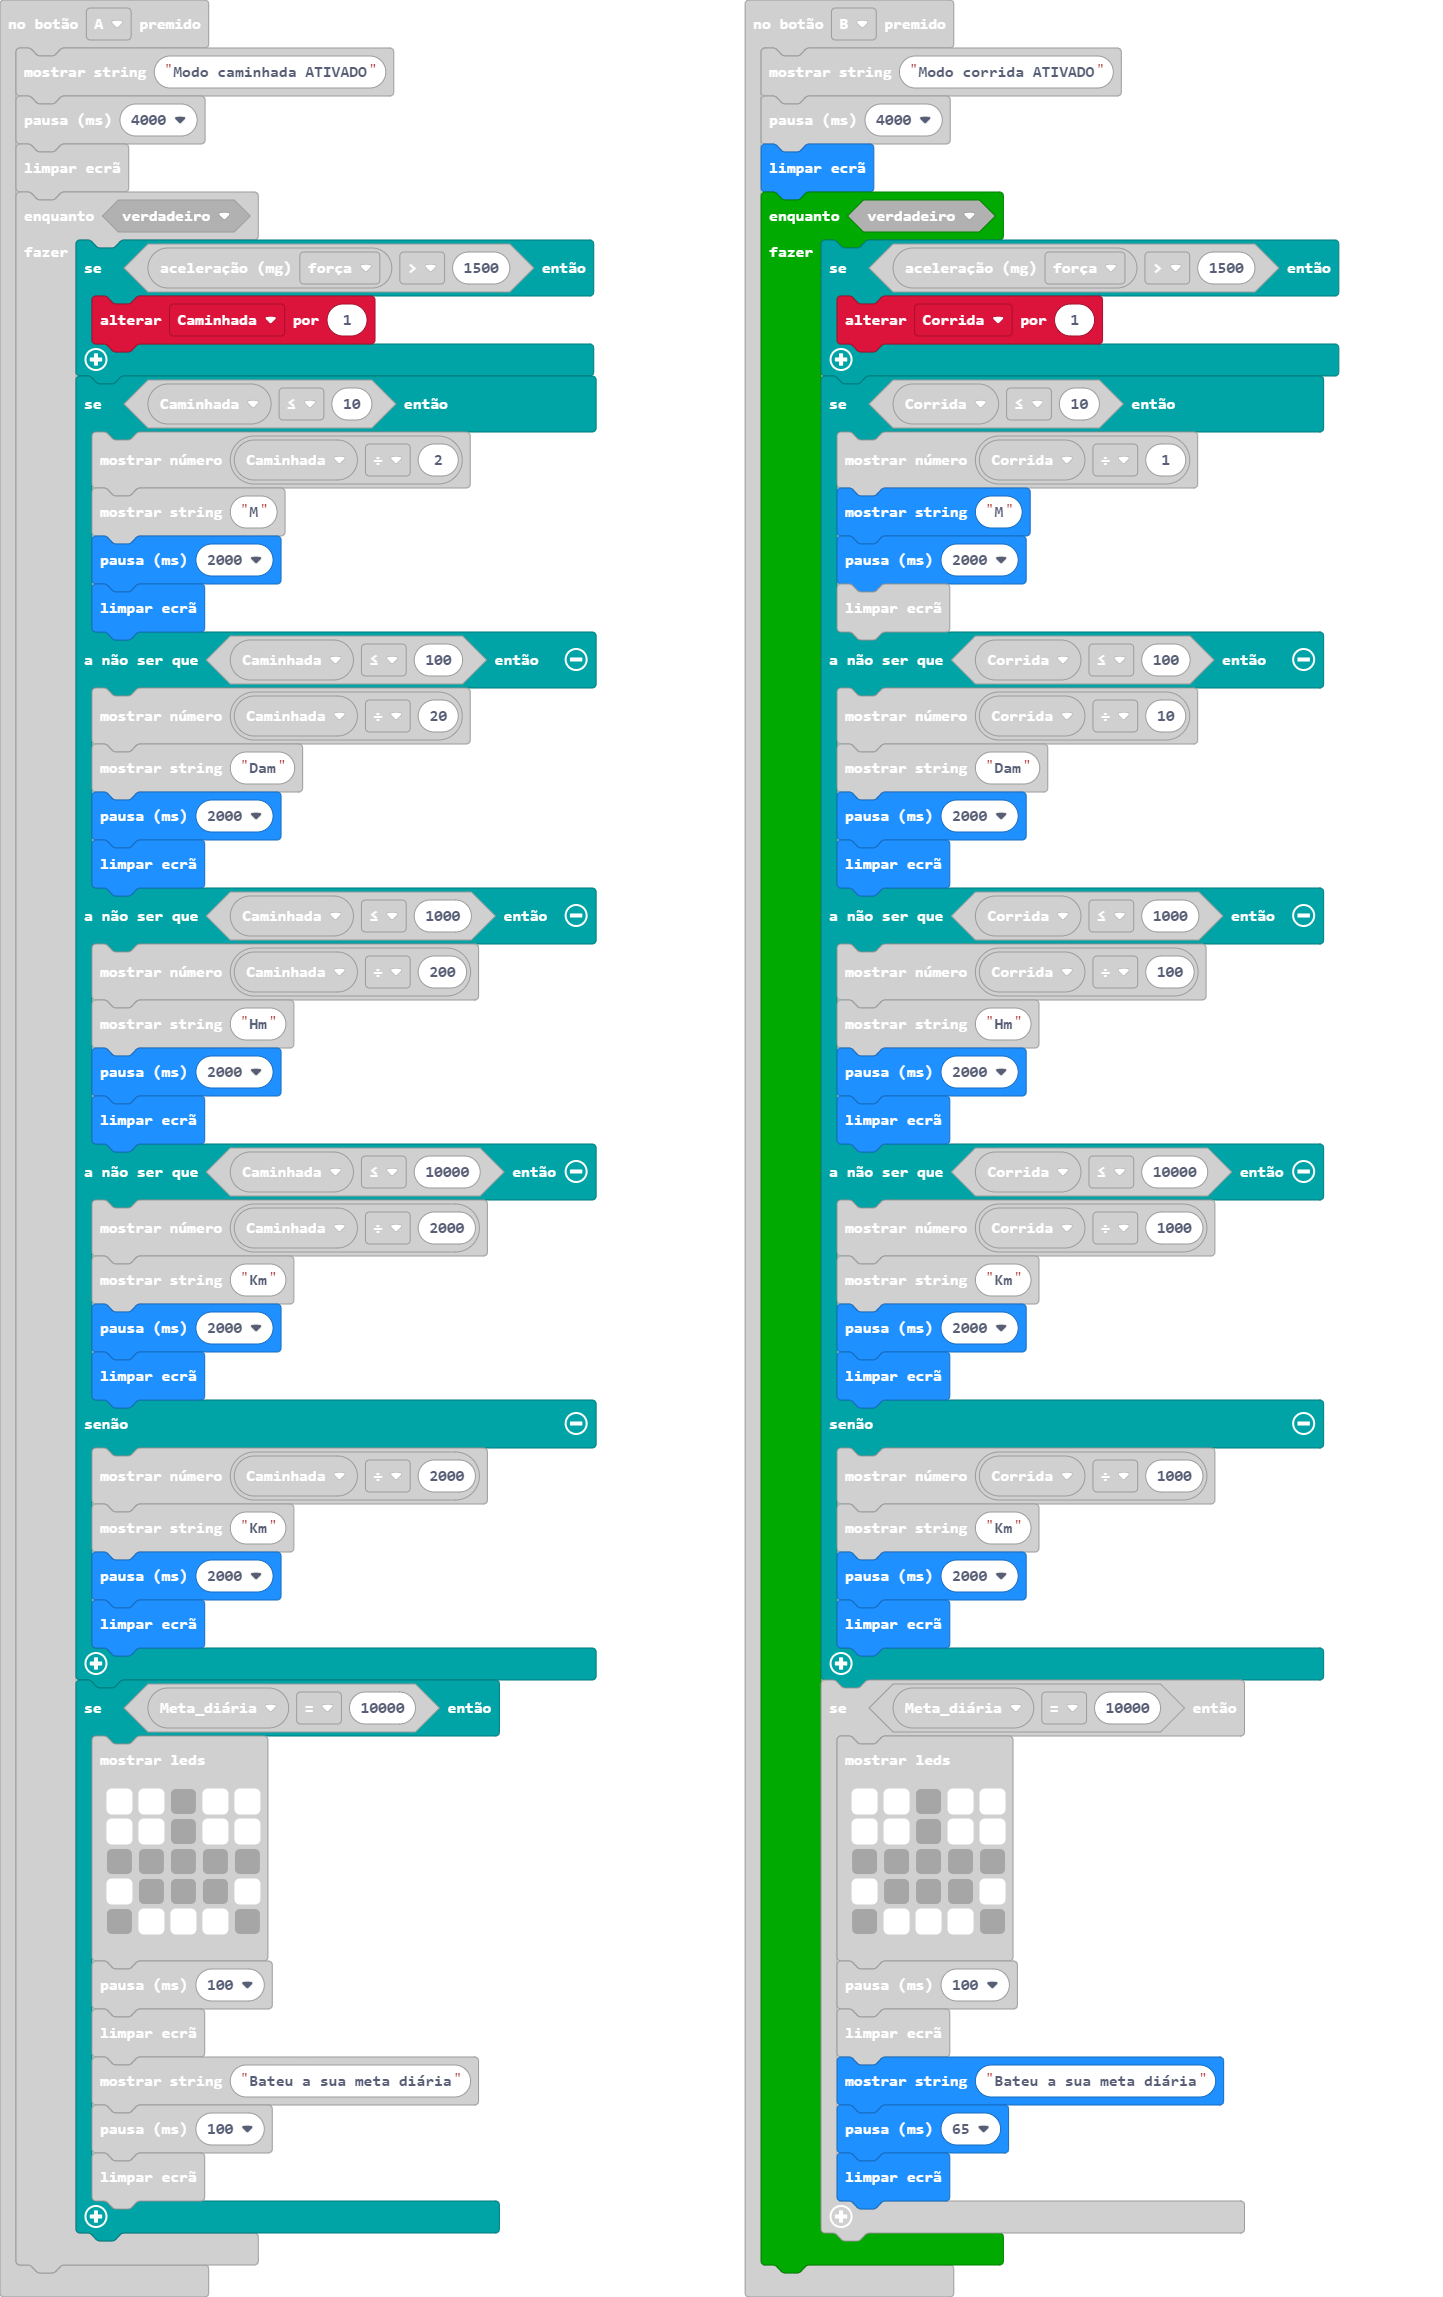 no botão A premido
mostrar string "Modo caminhada ATIVADO"
pausa (ms) 4000
limpar ecrã
enquanto verdadeiro
fazer
se aceleração (mg) força > 1500 então
alterar Caminhada por 1
se Caminhada ≤ 10 então
mostrar número Caminhada ÷ 2
mostrar string "M"
pausa (ms) 2000
limpar ecrã
a não ser que Caminhada ≤ 100 então
mostrar número Caminhada ÷ 20
mostrar string "Dam"
pausa (ms) 2000
limpar ecrã
a não ser que Caminhada ≤ 1000 então
mostrar número Caminhada ÷ 200
mostrar string "Hm"
pausa (ms) 2000
limpar ecrã
a não ser que Caminhada ≤ 10000 então
mostrar número Caminhada ÷ 2000
mostrar string "Km"
pausa (ms) 2000
limpar ecrã
senão
mostrar número Caminhada ÷ 2000
mostrar string "Km"
pausa (ms) 2000
limpar ecrã
se Meta_diária = 10000 então
mostrar leds
pausa (ms) 100
limpar ecrã
mostrar string "Bateu a sua meta diária"
pausa (ms) 100
limpar ecrã
no botão B premido
mostrar string "Modo corrida ATIVADO"
pausa (ms) 4000
limpar ecrã
enquanto verdadeiro
fazer
se aceleração (mg) força > 1500 então
alterar Corrida por 1
se Corrida ≤ 10 então
mostrar número Corrida ÷ 1
mostrar string "M"
pausa (ms) 2000
limpar ecrã
a não ser que Corrida ≤ 100 então
mostrar número Corrida ÷ 10
mostrar string "Dam"
pausa (ms) 2000
limpar ecrã
a não ser que Corrida ≤ 1000 então
mostrar número Corrida ÷ 100
mostrar string "Hm"
pausa (ms) 2000
limpar ecrã
a não ser que Corrida ≤ 10000 então
mostrar número Corrida ÷ 1000
mostrar string "Km"
pausa (ms) 2000
limpar ecrã
senão
mostrar número Corrida ÷ 1000
mostrar string "Km"
pausa (ms) 2000
limpar ecrã
se Meta_diária = 10000 então
mostrar leds
pausa (ms) 100
limpar ecrã
mostrar string "Bateu a sua meta diária"
pausa (ms) 65
limpar ecrã